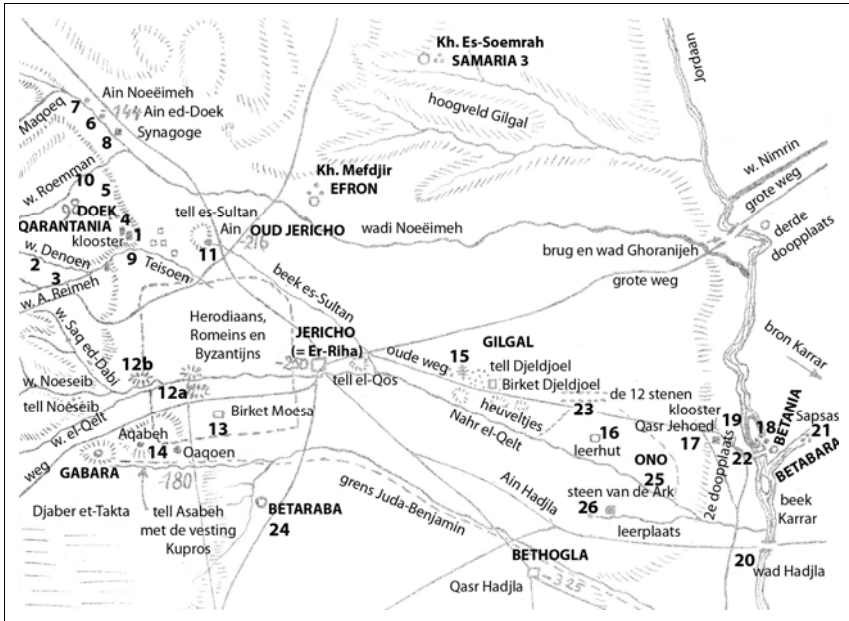 Kh. Es-Soemrah
SAMARIA 3
Jordaan
Ain Noeëimeh
144
Ain ed-Doek
Synagoge
Maqoeq
7
6
8
hoogveld Gilgal
w. Nimrin
grote weg
w. Roemman
10
5
Kh. Mefdjir
EFRON
98
DOEK
4
QARANTANIA
klooster
1
tell es-Sultan
Ain
OUD JERICHO
-216
11
wadi Noeëimeh
derde
doopplaats
brug en wad Ghoranijeh
w. Denoen
2
3
9
Teisoen
w. A. Reimeh
beek es-Sultan
grote weg
w. Saq ed-Dabi
Herodiaans,
Romeins en
Byzantijns
JERICHO
(= Er-Riha)
250
oude weg
GILGAL
15
tell Djeldjoel
Birket Djeldjoel
bron Karrar
12b
12a
tell el-Qos
w. Noeseib
tell Noeseib
w. el-Qelt
heuveltjes
de 12 stenen
23
klooster
Qasr Jehoed
17
19
18
BETANIA
Sapsas
21
Birket Moesa
13
Nahr el-Qelt
16
leerhut
22
BETABARA
Aqabeh
14
Oaqoen
weg
GABARA
180
ONO
25
2e doopplaats
Djaber et-Takta
tell Asabeh
met de vesting
Kupros
BETARABA
24
grens Juda-Benjamin
Ain Hadjla
steen van de Ark
26
leerplaats
beek
Karrar
BETHOGLA
20
wad Hadjla
Qasr Hadjla
-325